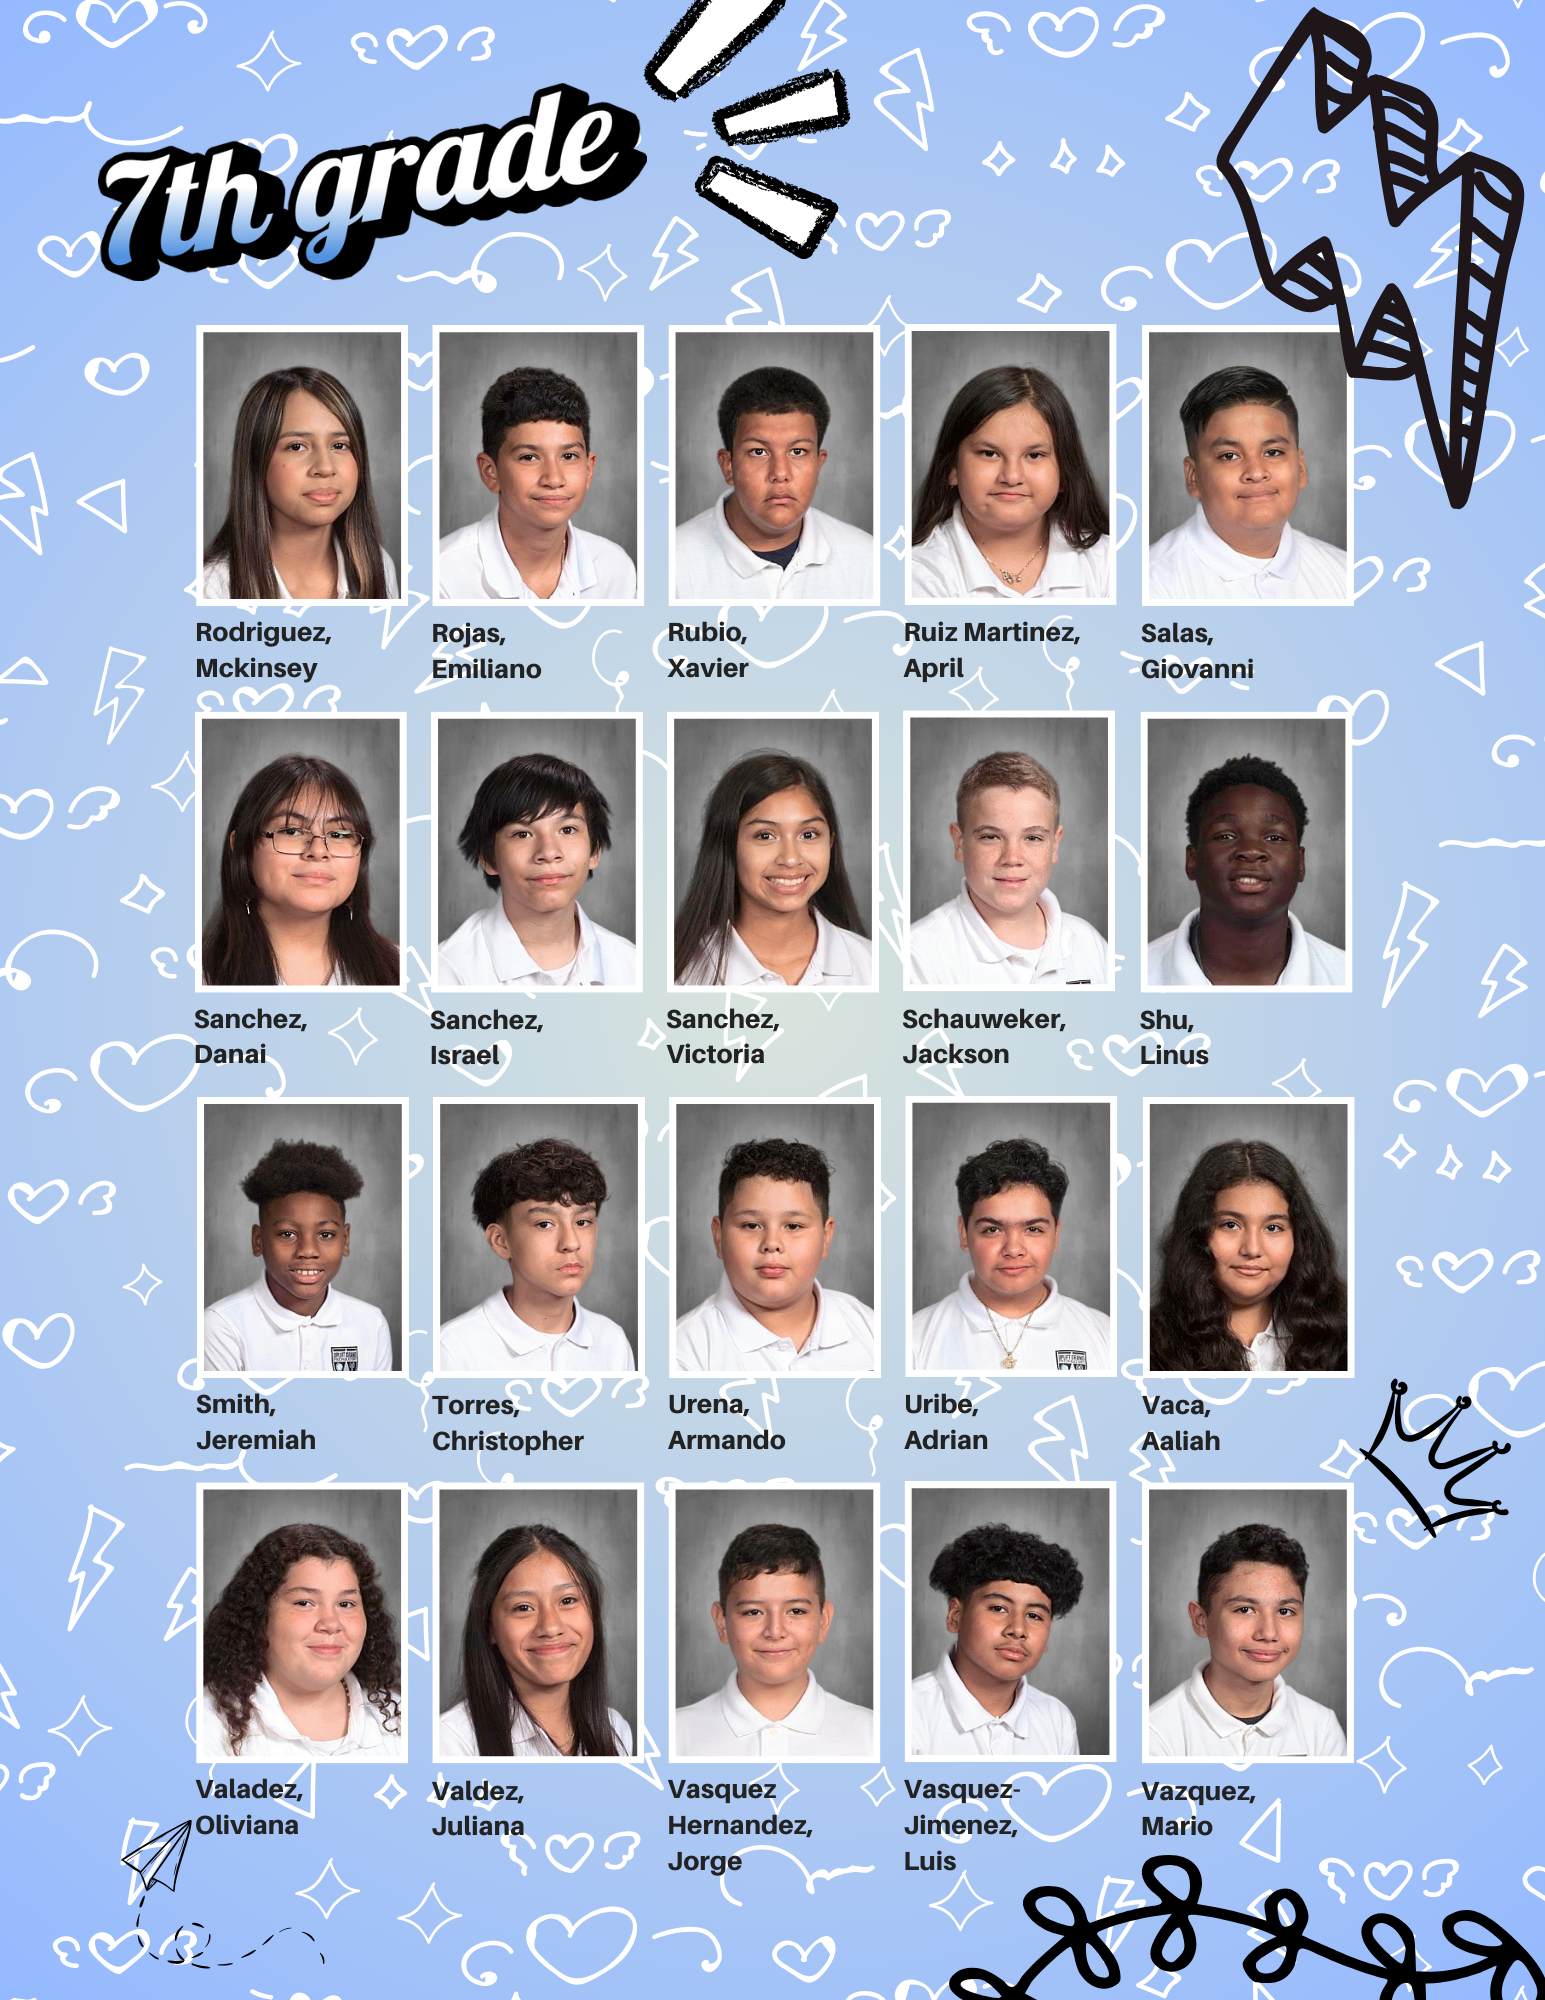 7th grade
Rodriguez,
Mckinsey
Rojas,
Emiliano
Rubio,
Xavier
Ruiz Martinez,
April
Salas,
Giovanni
Sanchez,
Danai
Sanchez,
Israel
Sanchez,
Victoria
Schauweker,
Jackson
Shu,
Linus
Smith,
Jeremiah
Torres,
Christopher
Urena,
Armando
Uribe,
Adrian
Vaca,
Aaliah
Valadez,
Oliviana
Valdez,
Juliana
Vasquez
Hernandez,
Jorge
Vasquez-
Jimenez,
Luis
Vazquez,
Mario